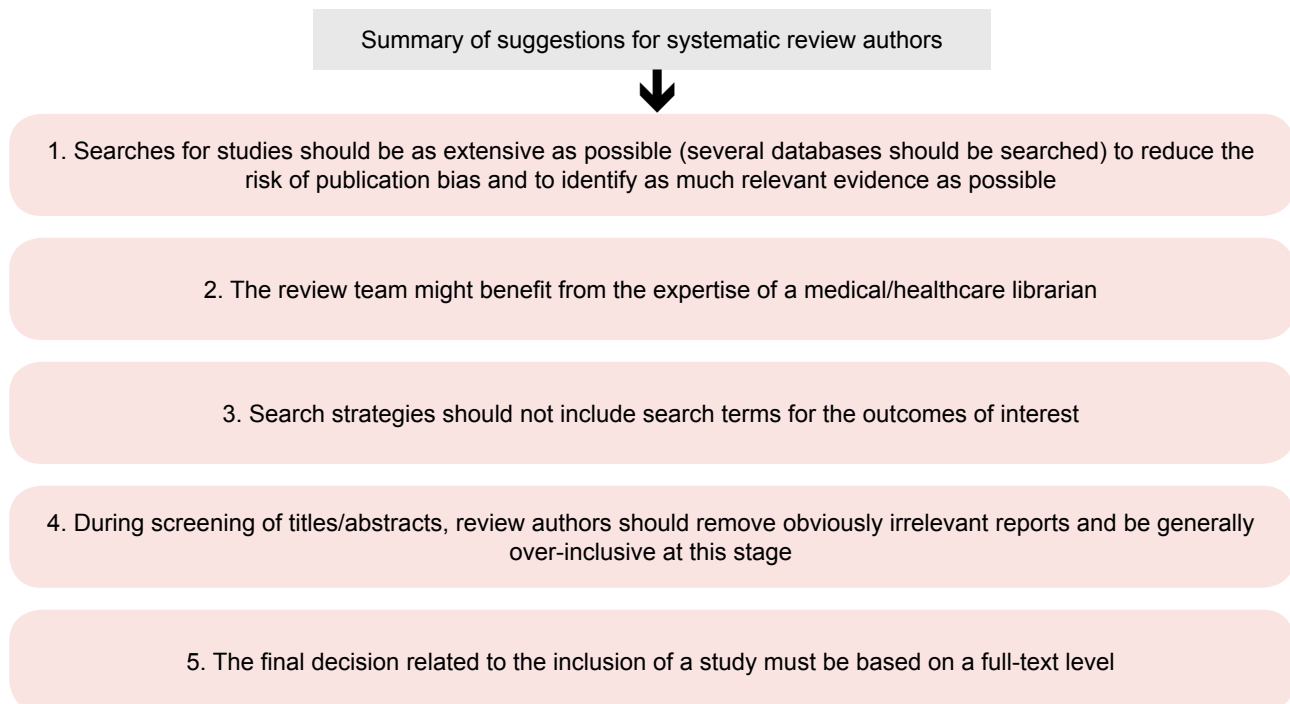 Summary of suggestions for systematic review authors
1. Searches for studies should be as extensive as possible (several databases should be searched) to reduce the
risk of publication bias and to identify as much relevant evidence as possible
2. The review team might benefit from the expertise of a medical/healthcare librarian
3. Search strategies should not include search terms for the outcomes of interest
4. During screening of titles/abstracts, review authors should remove obviously irrelevant reports and be generally
over-inclusive at this stage
5. The final decision related to the inclusion of a study must be based on a full-text level